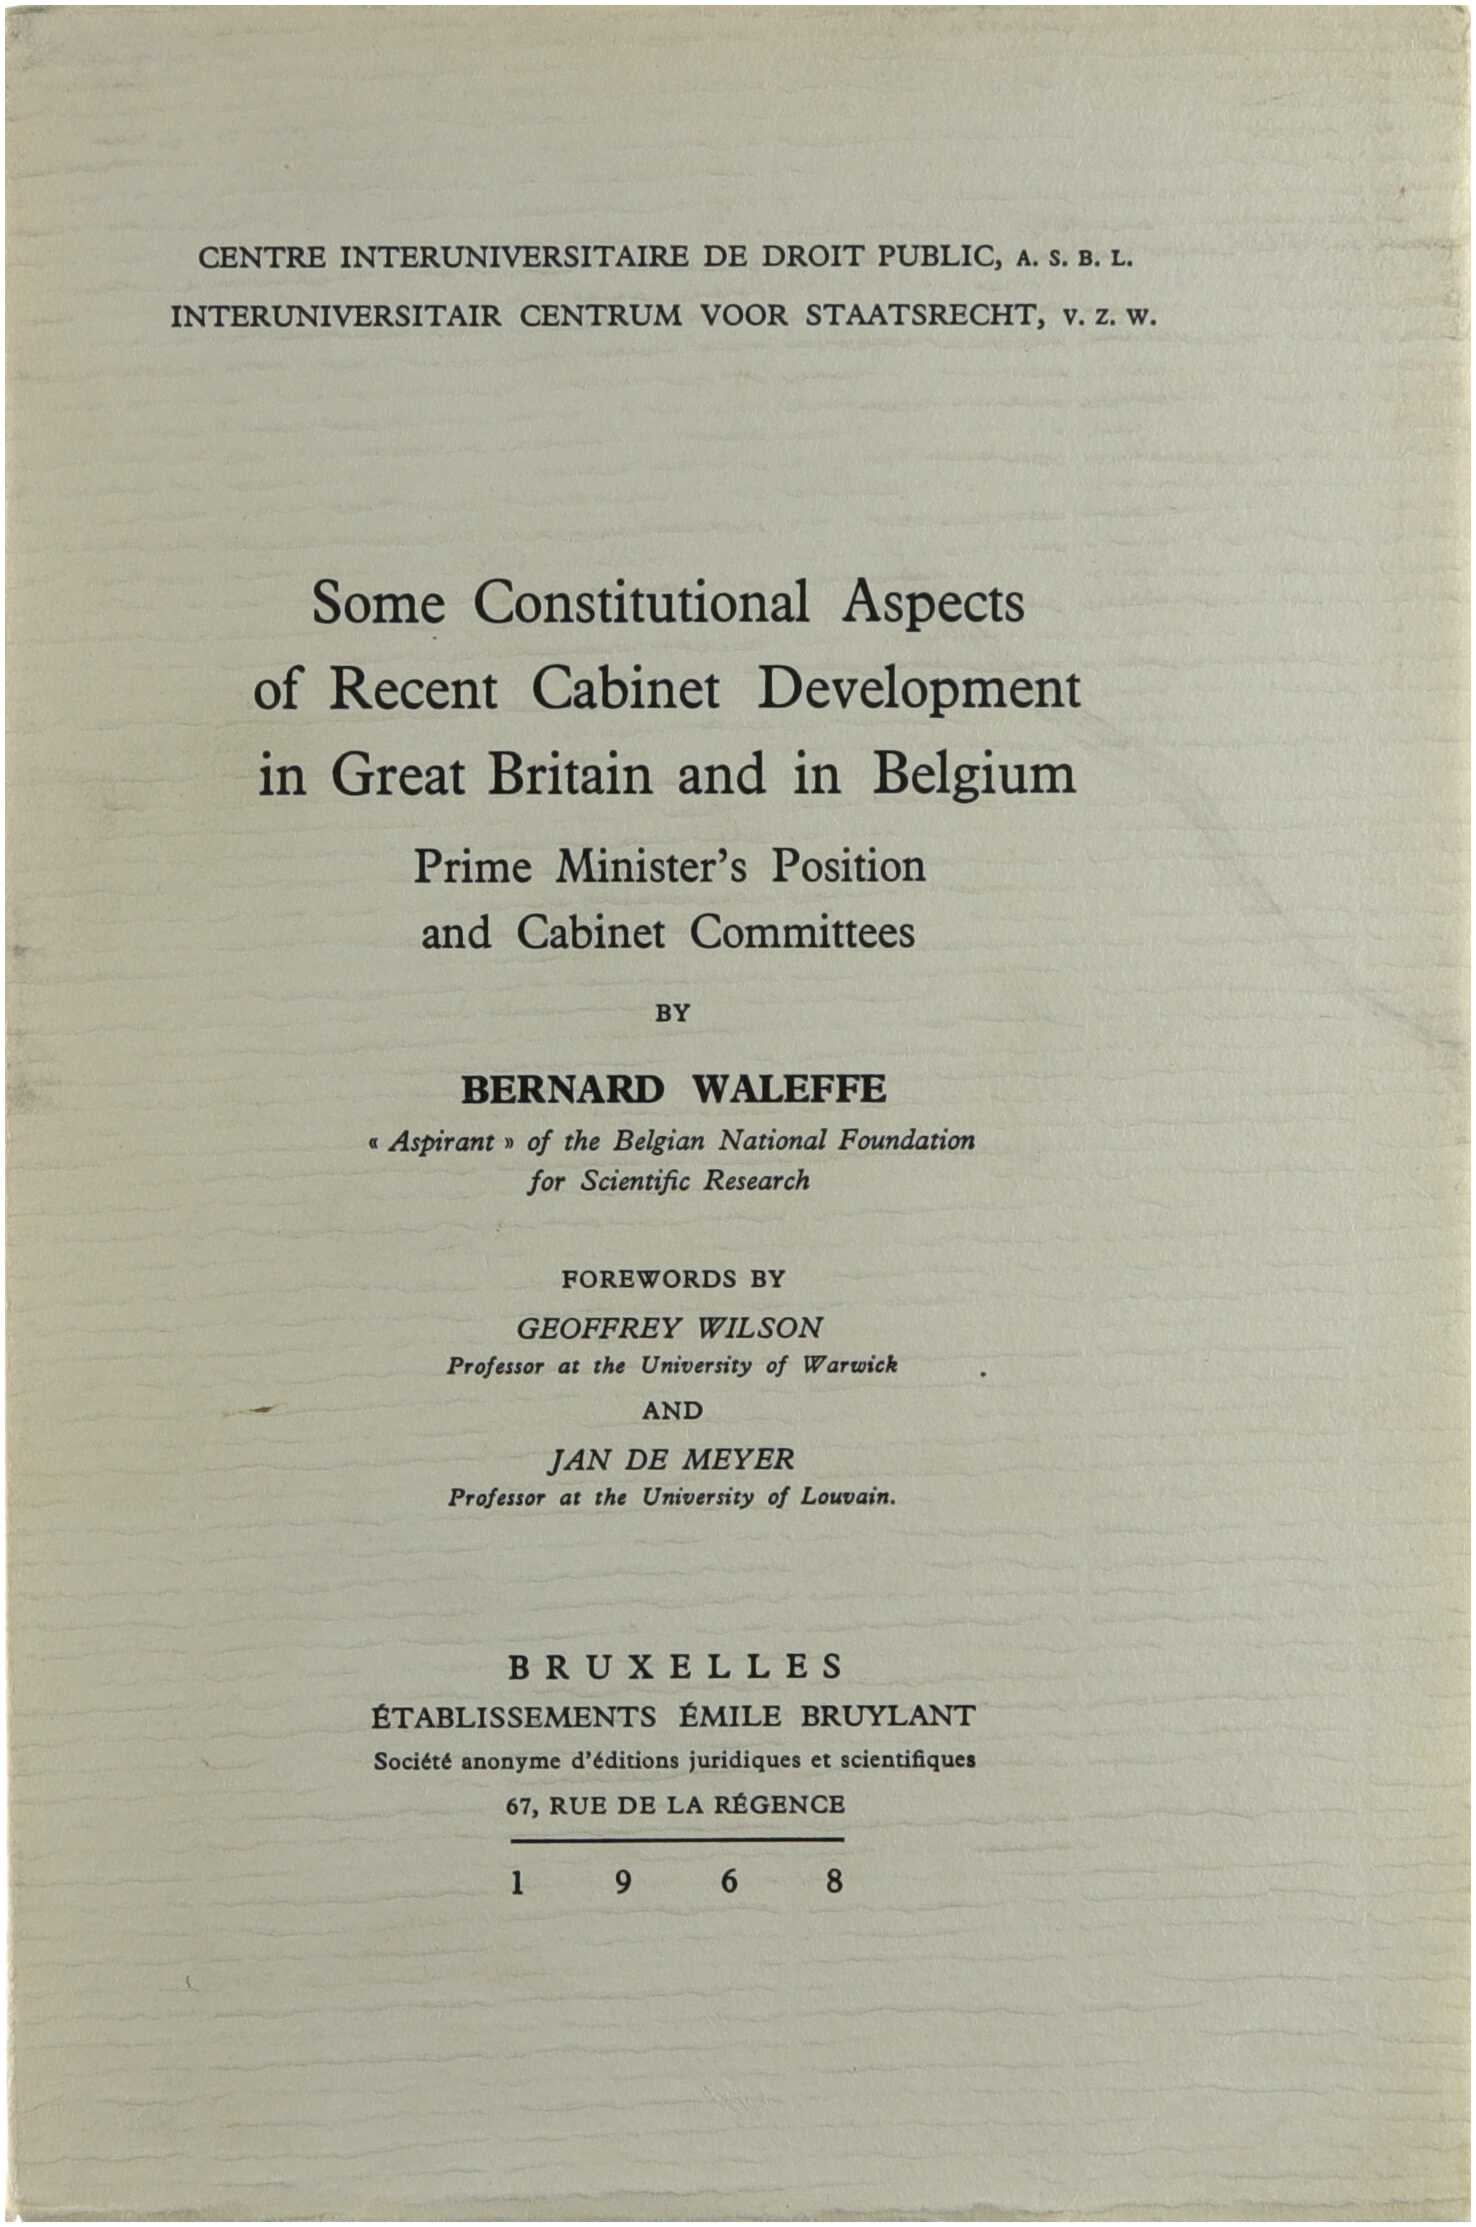 CENTRE INTERUNIVERSITAIRE DE DROIT PUBLIC, A. S. B. L.
INTERUNIVERSITAIR CENTRUM VOOR STAATSRECHT, V. Z. W.
Some Constitutional Aspects
of Recent Cabinet Development
in Great Britain and in Belgium
Prime Minister’s Position
and Cabinet Committees
BY
BERNARD WALEFFE
« Aspirant » of the Belgian National Foundation
for Scientific Research
FOREWORDS BY
GEOFFREY WILSON
Professor at the University of Warwick
AND
JAN DE MEYER
Professor at the University of Louvain.
BRUXELLES
ÉTABLISSEMENTS ÉMILE BRUYLANT
Société anonyme d’éditions juridiques et scientifiques
67, RUE DE LA RÉGENCE
1 9 6 8